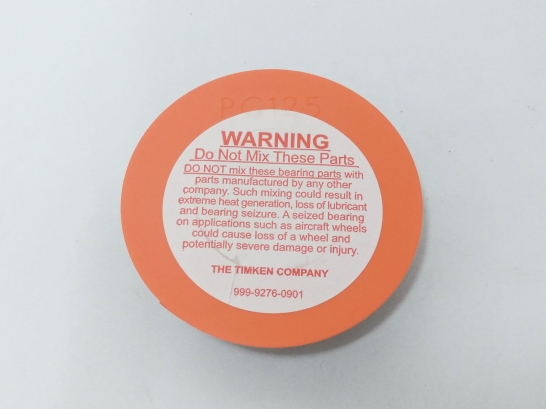 PC125
WARNING
Do Not Mix These Parts
DO NOT mix these bearing parts with
parts manufactured by any other
company. Such mixing could result in
extreme heat generation, loss of lubricant
and bearing seizure. A seized bearing
on applications such as aircraft wheels
could cause loss of a wheel and
potentially severe damage or injury.
THE TIMKEN COMPANY
999-9276-0901